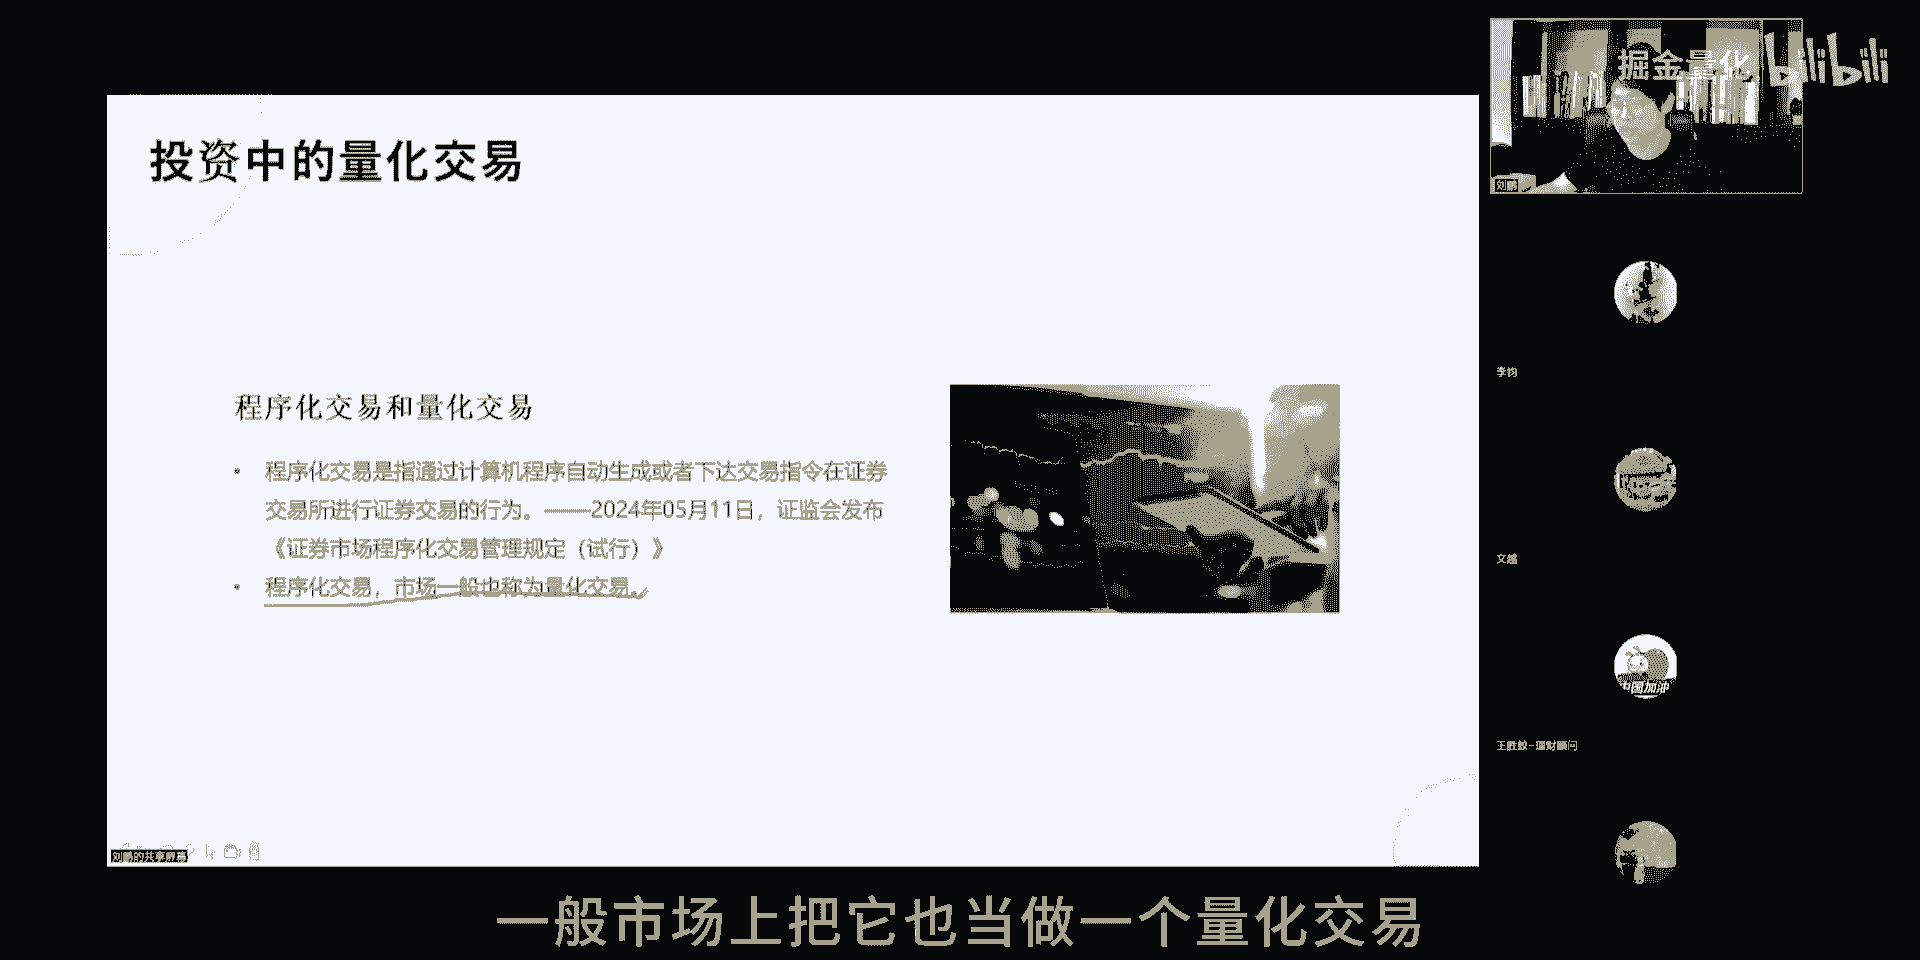 掘金量化 bilibili
投资中的量化交易
刘鹏
程序化交易和量化交易
李钧
• 程序化交易是指通过计算机程序自动生成或者下达交易指令在证券
交易所进行证券交易的行为。——2024年05月11日，证监会发布
《证券市场程序化交易管理规定（试行）》
• 程序化交易，市场一般也称为量化交易。
中国加油
理财顾问
刘鹏的共享屏幕
一般市场上把它也当做一个量化交易